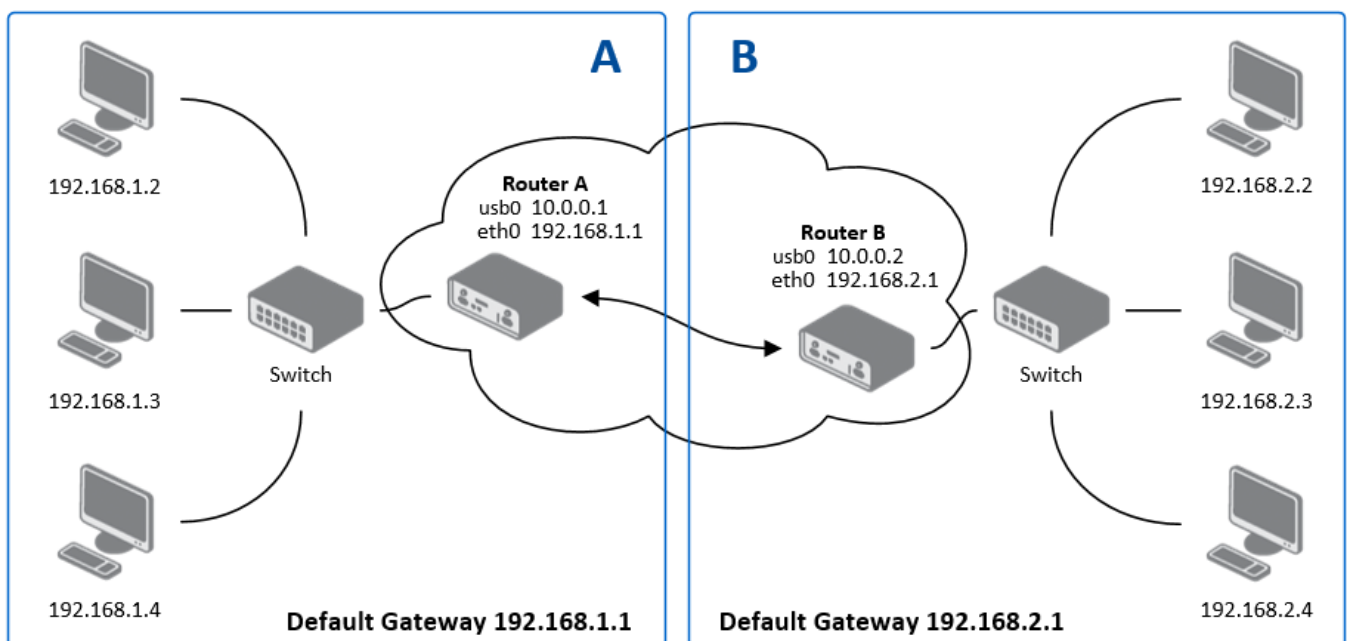 A
B
192.168.1.2
192.168.1.3
192.168.1.4
Switch
Router A
usb0 10.0.0.1
eth0 192.168.1.1
Default Gateway 192.168.1.1
Router B
usb0 10.0.0.2
eth0 192.168.2.1
Switch
192.168.2.2
192.168.2.3
192.168.2.4
Default Gateway 192.168.2.1